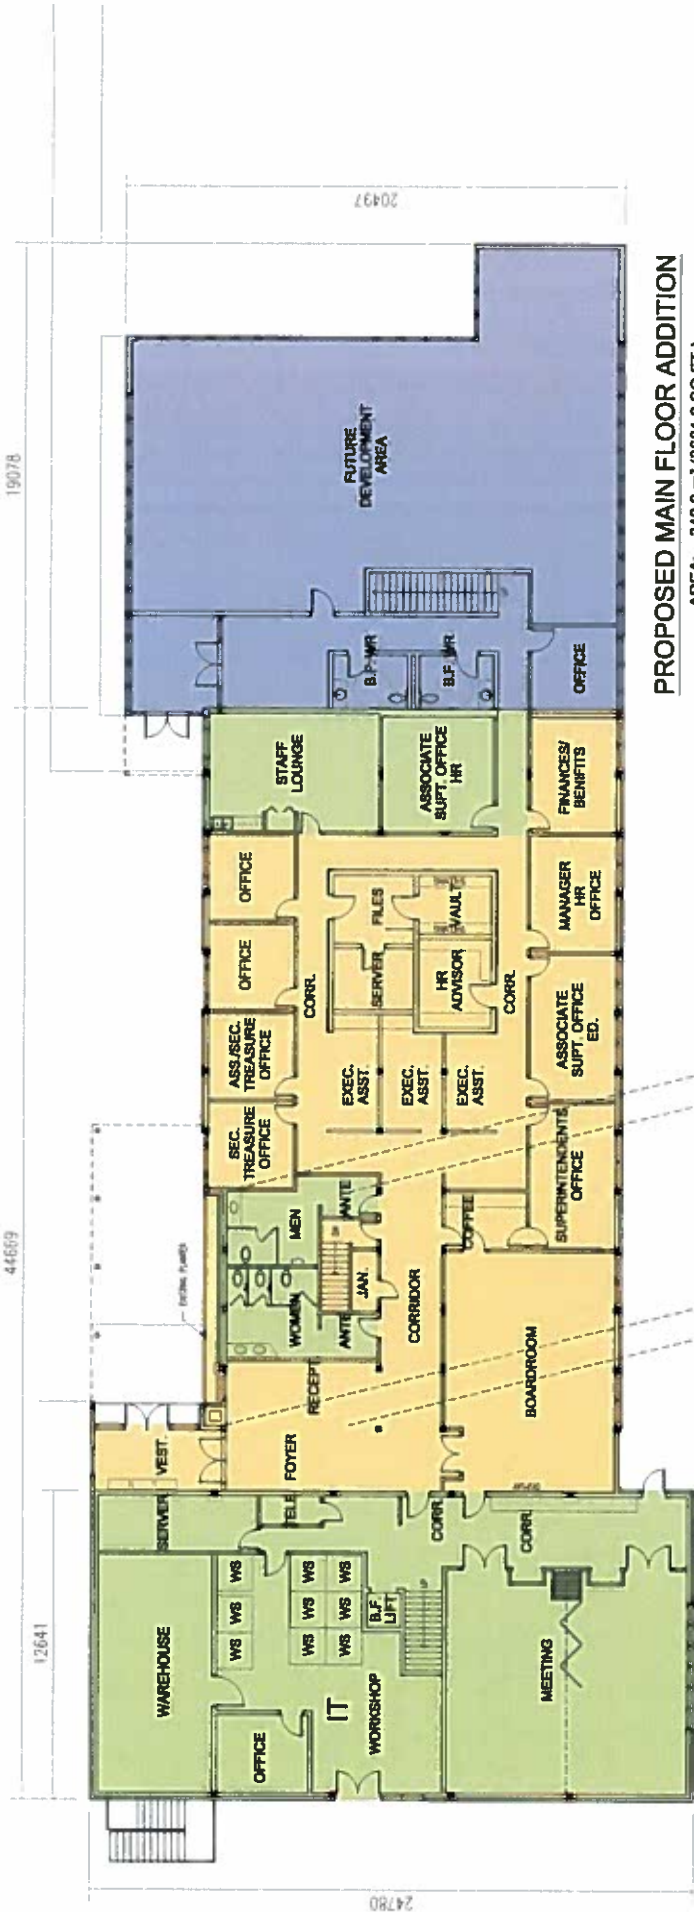 19078
44669
12641
20437
24780
EXTERNAL PLANTER
WAREHOUSE
SERVER
VEST.
OFFICE
IT
WORKSHOP
WS
WS
WS
WS
WS
WS
WS
WS
WS
B.F
LIFT
UP
TELE.
CORR.
CORR.
MEETING
FOYER
RECEPT.
WOMEN
ANTE
JAN.
MEN
ANTE
CORRIDOR
BOARDROOM
COFFEE
SEC.
TREASURE
OFFICE
ASS./SEC.
TREASURE
OFFICE
OFFICE
OFFICE
CORR.
EXEC.
ASST.
EXEC.
ASST.
EXEC.
ASST.
SERVER
FILES
HR
ADVISOR
VAULT
CORR.
SUPERINTENDENTS
OFFICE
ASSOCIATE
SUPT. OFFICE
ED.
MANAGER
HR
OFFICE
FINANCES/
BENEFITS
STAFF
LOUNGE
ASSOCIATE
SUPT. OFFICE
HR
B.F. WR
B.F. WR
OFFICE
FUTURE
DEVELOPMENT
AREA
PROPOSED MAIN FLOOR ADDITION